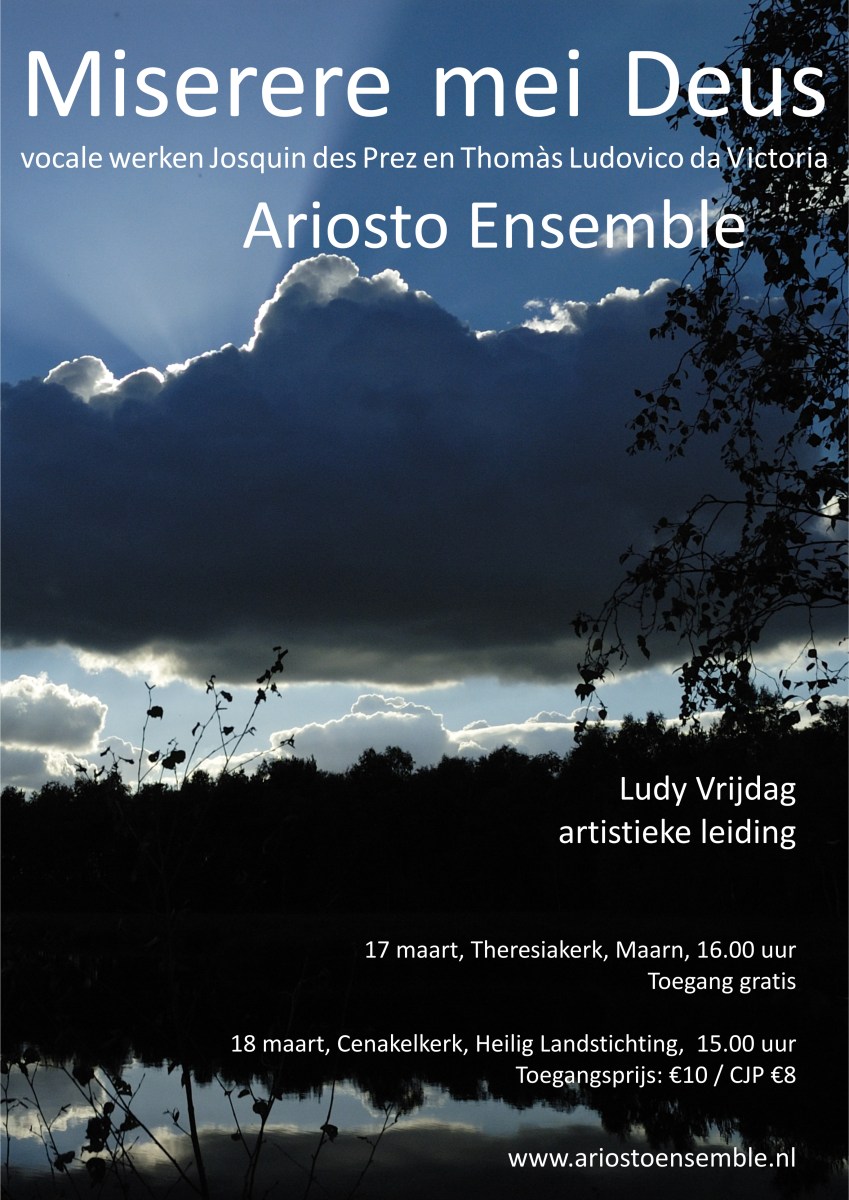 Miserere mei Deus
vocale werken Josquin des Prez en Thomàs Ludovico da Victoria
Ariosto Ensemble
Ludy Vrijdag
artistieke leiding
17 maart, Theresiakerk, Maarn, 16.00 uur
Toegang gratis
18 maart, Cenakelkerk, Heilig Landstichting, 15.00 uur
Toegangsprijs: €10 / CJP €8
www.ariostoensemble.nl